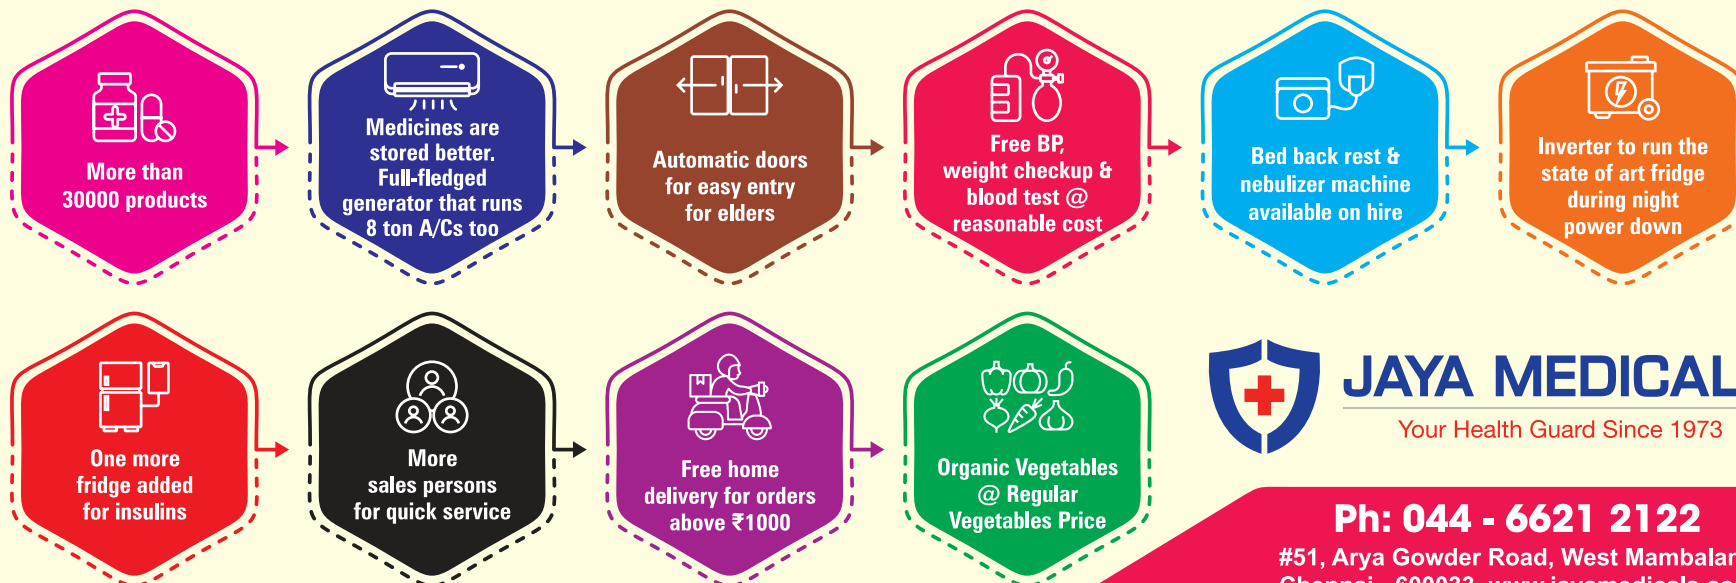 More than
30000 products
Medicines are
stored better.
Full-fledged
generator that runs
8 ton A/Cs too
Automatic doors
for easy entry
for elders
Free BP,
weight checkup &
blood test @
reasonable cost
Bed back rest &
nebulizer machine
available on hire
Inverter to run the
state of art fridge
during night
power down
One more
fridge added
for insulins
More
sales persons
for quick service
Free home
delivery for orders
above ₹1000
Organic Vegetables
@ Regular
Vegetables Price
JAYA MEDICAL
Your Health Guard Since 1973
Ph: 044 - 6621 2122
#51, Arya Gowder Road, West
Chennai - 600033